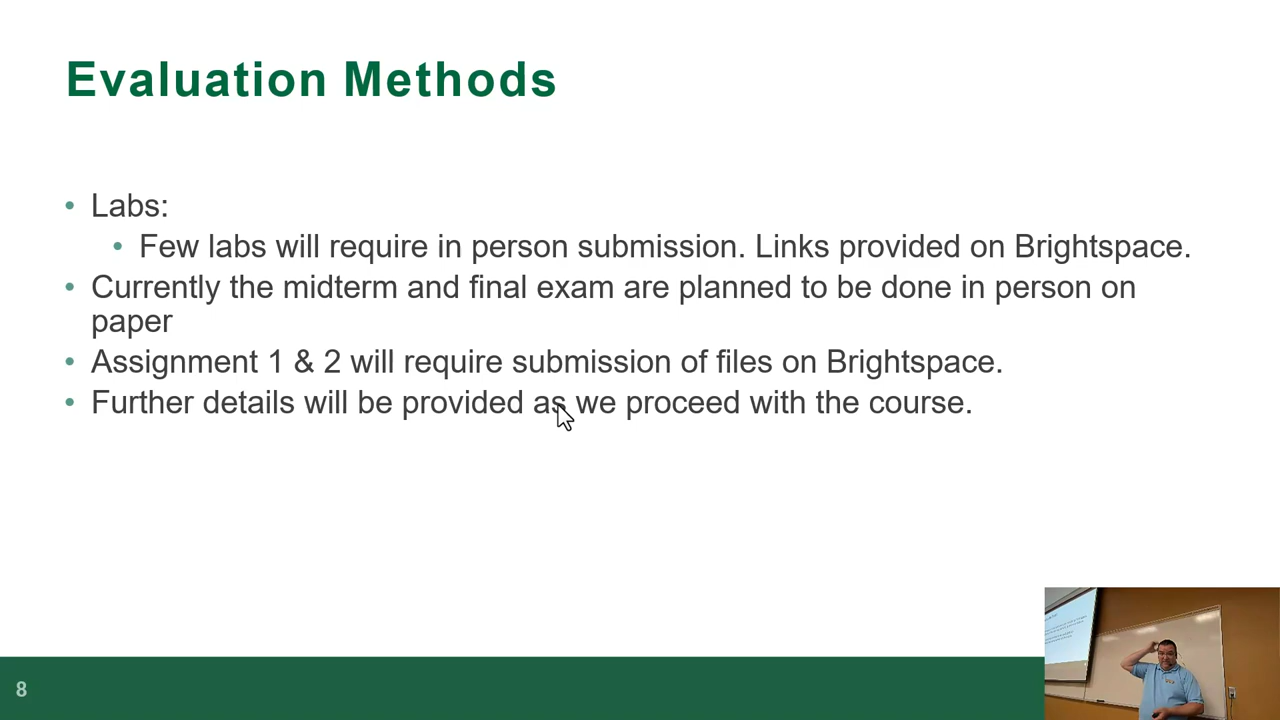 Evaluation Methods
• Labs:
• Few labs will require in person submission. Links provided on Brightspace.
• Currently the midterm and final exam are planned to be done in person on
paper
• Assignment 1 & 2 will require submission of files on Brightspace.
• Further details will be provided as we proceed with the course.
8